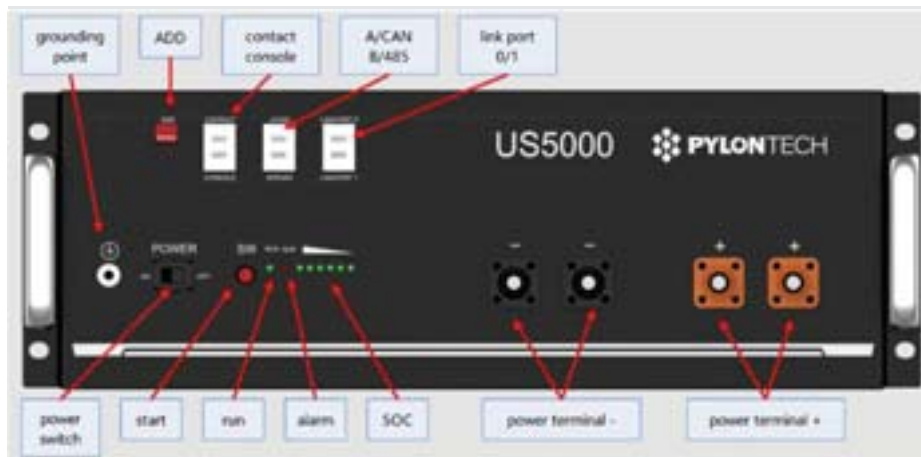 grounding
point
ADD
contact
console
A/CAN
B/485
link port
0/1
US5000
PYLONTECH
POWER
SW
power
switch
start
run
alarm
SOC
power terminal -
power terminal +